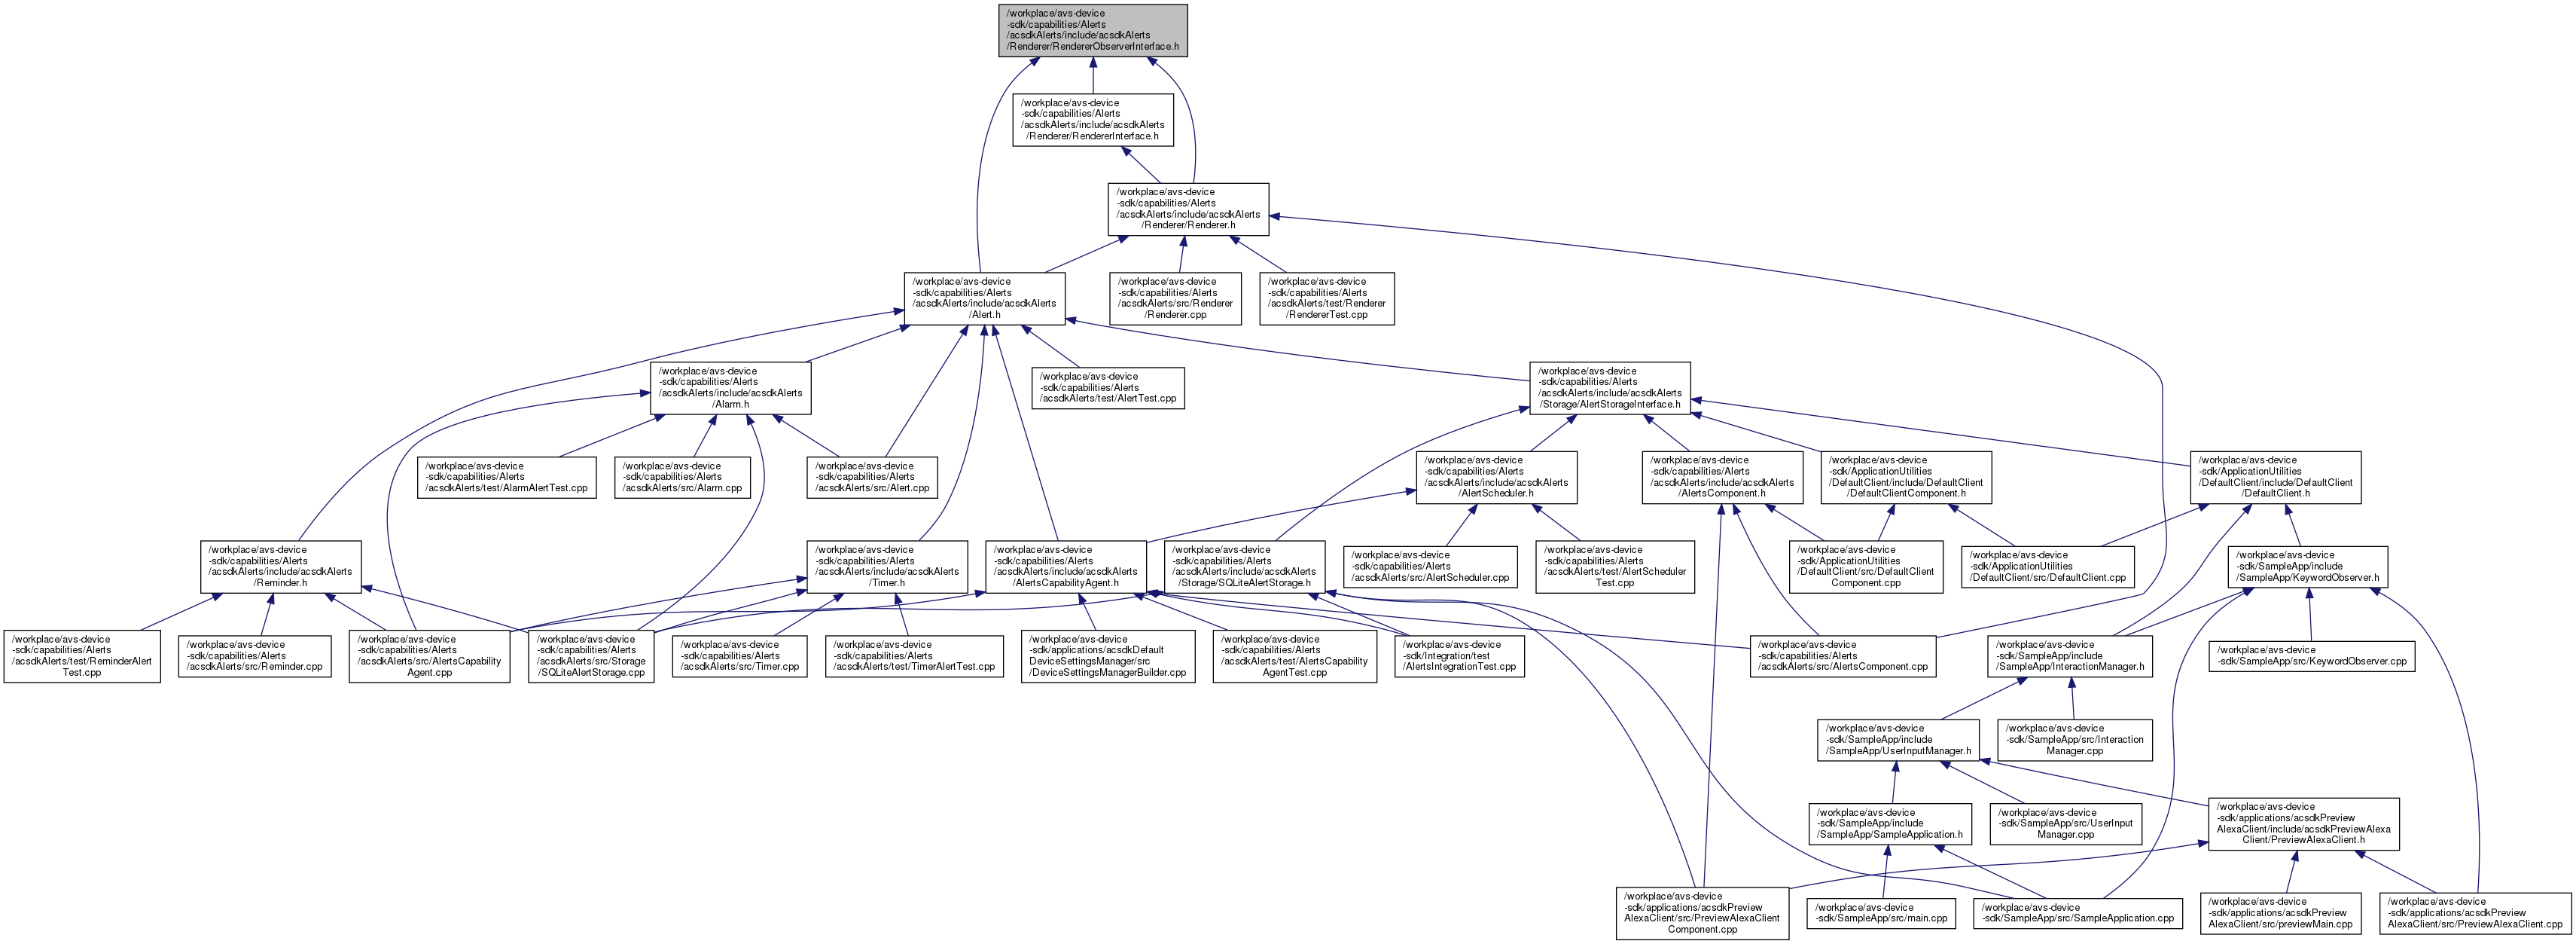 /workplace/avs-device
-sdk/capabilities/Alerts
/acsdkAlerts/include/acsdkAlerts
/Renderer/RendererObserverInterface.h
/workplace/avs-device
-sdk/capabilities/Alerts
/acsdkAlerts/include/acsdkAlerts
/Renderer/RendererInterface.h
/workplace/avs-device
-sdk/capabilities/Alerts
/acsdkAlerts/include/acsdkAlerts
/Renderer/Renderer.h
/workplace/avs-device
-sdk/capabilities/Alerts
/acsdkAlerts/include/acsdkAlerts
/Alert.h
/workplace/avs-device
-sdk/capabilities/Alerts
/acsdkAlerts/src/Renderer
/Renderer.cpp
/workplace/avs-device
-sdk/capabilities/Alerts
/acsdkAlerts/test/Renderer
/RendererTest.cpp
/workplace/avs-device
-sdk/capabilities/Alerts
/acsdkAlerts/include/acsdkAlerts
/Alarm.h
/workplace/avs-device
-sdk/capabilities/Alerts
/acsdkAlerts/test/AlertTest.cpp
/workplace/avs-device
-sdk/capabilities/Alerts
/acsdkAlerts/include/acsdkAlerts
/Storage/AlertStorageInterface.h
/workplace/avs-device
-sdk/capabilities/Alerts
/acsdkAlerts/test/AlarmAlertTest.cpp
/workplace/avs-device
-sdk/capabilities/Alerts
/acsdkAlerts/src/Alarm.cpp
/workplace/avs-device
-sdk/capabilities/Alerts
/acsdkAlerts/src/Alert.cpp
/workplace/avs-device
-sdk/capabilities/Alerts
/acsdkAlerts/include/acsdkAlerts
/AlertScheduler.h
/workplace/avs-device
-sdk/capabilities/Alerts
/acsdkAlerts/include/acsdkAlerts
/AlertsComponent.h
/workplace/avs-device
-sdk/ApplicationUtilities
/DefaultClient/include/DefaultClient
/DefaultClientComponent.h
/workplace/avs-device
-sdk/ApplicationUtilities
/DefaultClient/include/DefaultClient
/DefaultClient.h
/workplace/avs-device
-sdk/capabilities/Alerts
/acsdkAlerts/include/acsdkAlerts
/Reminder.h
/workplace/avs-device
-sdk/capabilities/Alerts
/acsdkAlerts/include/acsdkAlerts
/Timer.h
/workplace/avs-device
-sdk/capabilities/Alerts
/acsdkAlerts/include/acsdkAlerts
/AlertsCapabilityAgent.h
/workplace/avs-device
-sdk/capabilities/Alerts
/acsdkAlerts/include/acsdkAlerts
/Storage/SQLiteAlertStorage.h
/workplace/avs-device
-sdk/capabilities/Alerts
/acsdkAlerts/src/AlertScheduler.cpp
/workplace/avs-device
-sdk/capabilities/Alerts
/acsdkAlerts/test/AlertScheduler
Test.cpp
/workplace/avs-device
-sdk/ApplicationUtilities
/DefaultClient/src/DefaultClient
Component.cpp
/workplace/avs-device
-sdk/ApplicationUtilities
/DefaultClient/src/DefaultClient.cpp
/workplace/avs-device
-sdk/SampleApp/include
/SampleApp/KeywordObserver.h
/workplace/avs-device
-sdk/capabilities/Alerts
/acsdkAlerts/test/ReminderAlert
Test.cpp
/workplace/avs-device
-sdk/capabilities/Alerts
/acsdkAlerts/src/Reminder.cpp
/workplace/avs-device
-sdk/capabilities/Alerts
/acsdkAlerts/src/AlertsCapability
Agent.cpp
/workplace/avs-device
-sdk/capabilities/Alerts
/acsdkAlerts/src/Storage
/SQLiteAlertStorage.cpp
/workplace/avs-device
-sdk/capabilities/Alerts
/acsdkAlerts/src/Timer.cpp
/workplace/avs-device
-sdk/capabilities/Alerts
/acsdkAlerts/test/TimerAlertTest.cpp
/workplace/avs-device
-sdk/applications/acsdkDefault
DeviceSettingsManager/src
/DeviceSettingsManagerBuilder.cpp
/workplace/avs-device
-sdk/capabilities/Alerts
/acsdkAlerts/test/AlertsCapability
AgentTest.cpp
/workplace/avs-device
-sdk/Integration/test
/AlertsIntegrationTest.cpp
/workplace/avs-device
-sdk/capabilities/Alerts
/acsdkAlerts/src/AlertsComponent.cpp
/workplace/avs-device
-sdk/SampleApp/include
/SampleApp/InteractionManager.h
/workplace/avs-device
-sdk/SampleApp/src/KeywordObserver.cpp
/workplace/avs-device
-sdk/SampleApp/include
/SampleApp/UserInputManager.h
/workplace/avs-device
-sdk/SampleApp/src/Interaction
Manager.cpp
/workplace/avs-device
-sdk/SampleApp/include
/SampleApp/SampleApplication.h
/workplace/avs-device
-sdk/SampleApp/src/UserInput
Manager.cpp
/workplace/avs-device
-sdk/applications/acsdkPreview
AlexaClient/include/acsdkPreviewAlexa
Client/PreviewAlexaClient.h
/workplace/avs-device
-sdk/applications/acsdkPreview
AlexaClient/src/PreviewAlexaClient
Component.cpp
/workplace/avs-device
-sdk/SampleApp/src/main.cpp
/workplace/avs-device
-sdk/SampleApp/src/SampleApplication.cpp
/workplace/avs-device
-sdk/applications/acsdkPreview
AlexaClient/src/previewMain.cpp
/workplace/avs-device
-sdk/applications/acsdkPreview
AlexaClient/src/PreviewAlexaClient.cpp